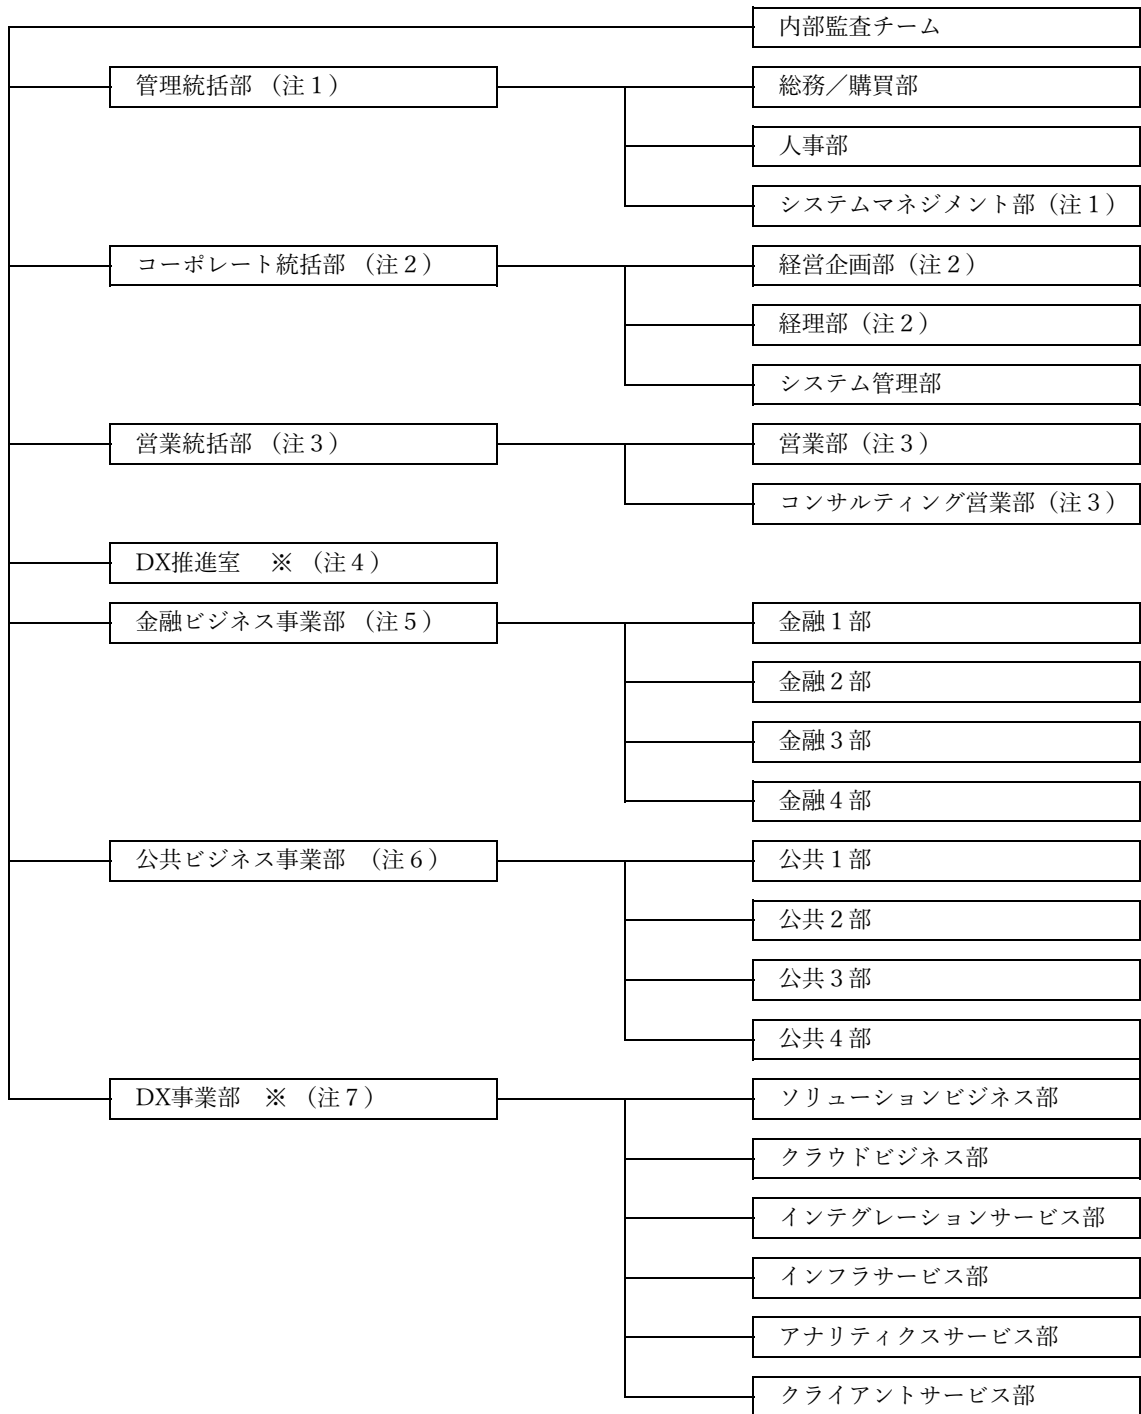 内部監査チーム
管理統括部 （注１）
総務／購買部
人事部
システムマネジメント部（注１）
コーポレート統括部 （注２）
経営企画部（注２）
経理部（注２）
システム管理部
営業統括部 （注３）
営業部（注３）
コンサルティング営業部（注３）
DX推進室　※ （注４）
金融ビジネス事業部 （注５）
金融１部
金融２部
金融３部
金融４部
公共ビジネス事業部　（注６）
公共１部
公共２部
公共３部
公共４部
DX事業部　※ （注７）
ソリューションビジネス部
クラウドビジネス部
インテグレーションサービス部
インフラサービス部
アナリティクスサービス部
クライアントサービス部